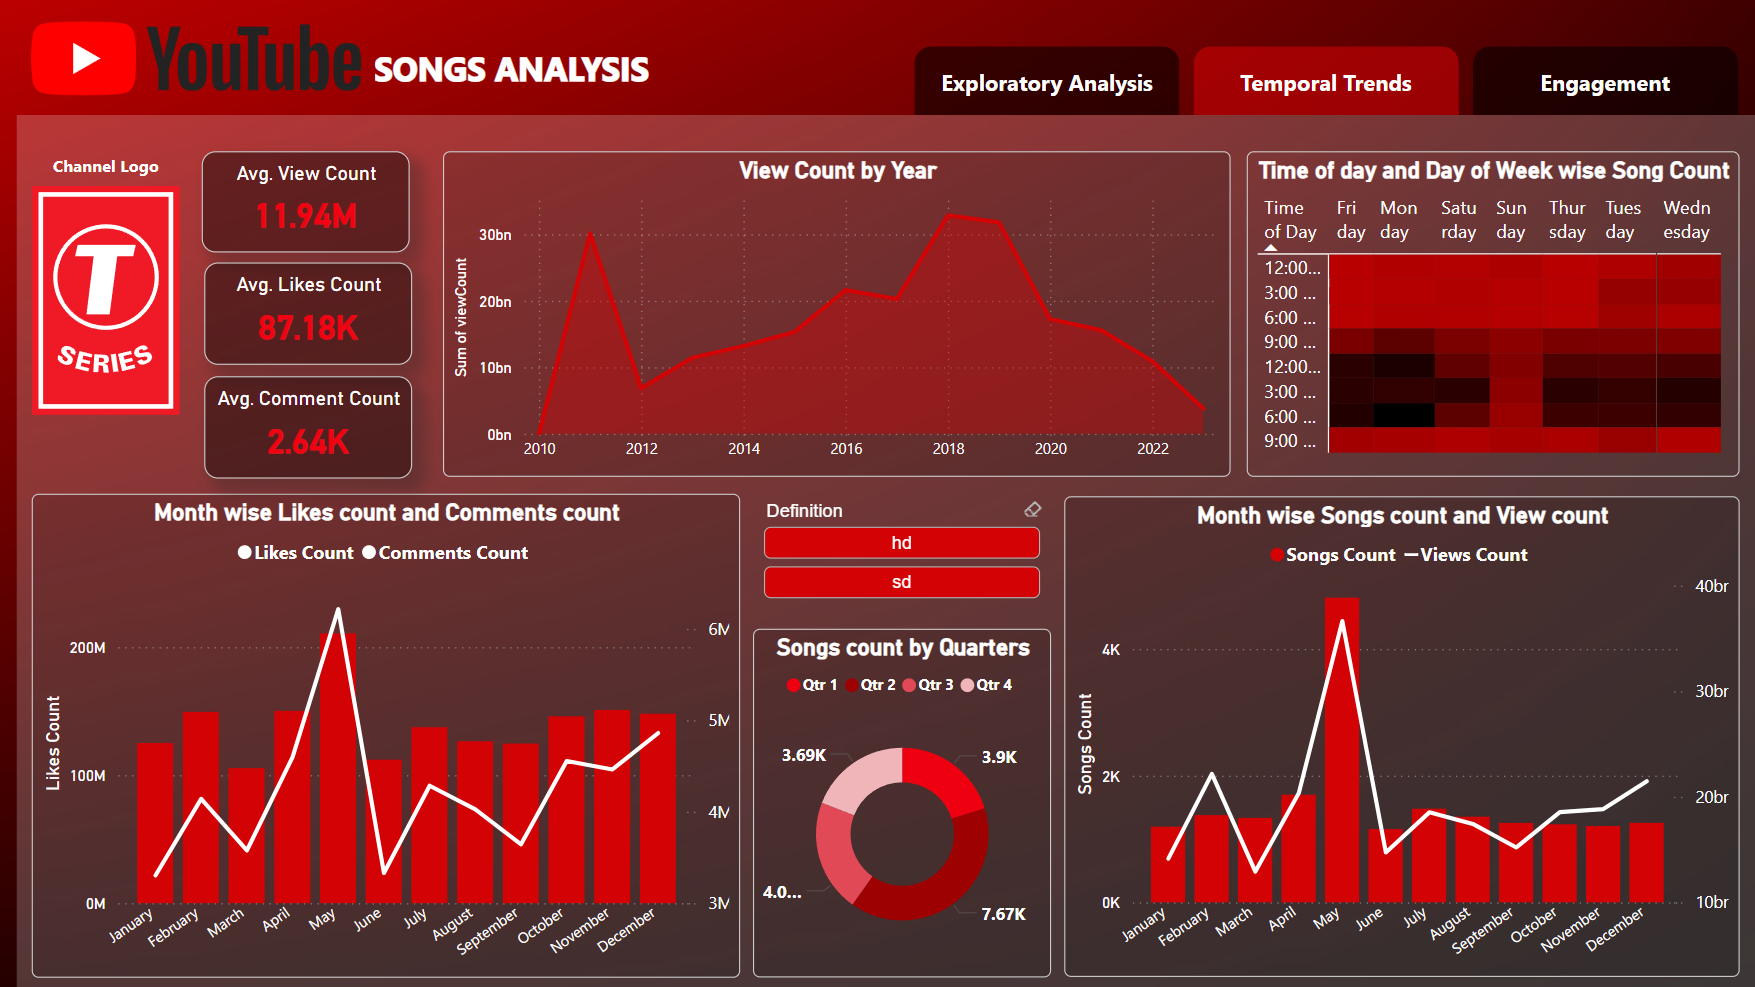 YouTube SONGS ANALYSIS
Exploratory Analysis
Temporal Trends
Engagement
Channel Logo
T
SERIES
Avg. View Count
11.94M
Avg. Likes Count
87.18K
Avg. Comment Count
2.64K
View Count by Year
Sum of viewCount
30bn
20bn
10bn
0bn
2010 2012 2014 2016 2018 2020 2022
Time of day and Day of Week wise Song Count
Time Fri Mon Satu Sun Thur Tues Wedn
of Day day day rday day sday day esday
12:00...
3:00 ...
6:00 ...
9:00 ...
12:00...
3:00 ...
6:00 ...
9:00 ...
Month wise Likes count and Comments count
Likes Count Comments Count
Likes Count
200M
100M
0M
6M
5M
4M
3M
January February March April May June July August September October November December
Definition
hd
sd
Songs count by Quarters
Qtr 1 Qtr 2 Qtr 3 Qtr 4
3.69K
3.9K
4.0...
7.67K
Month wise Songs count and View count
Songs Count Views Count
Songs Count
4K
2K
0K
40br
30br
20br
10br
January February March April May June July August September October November December